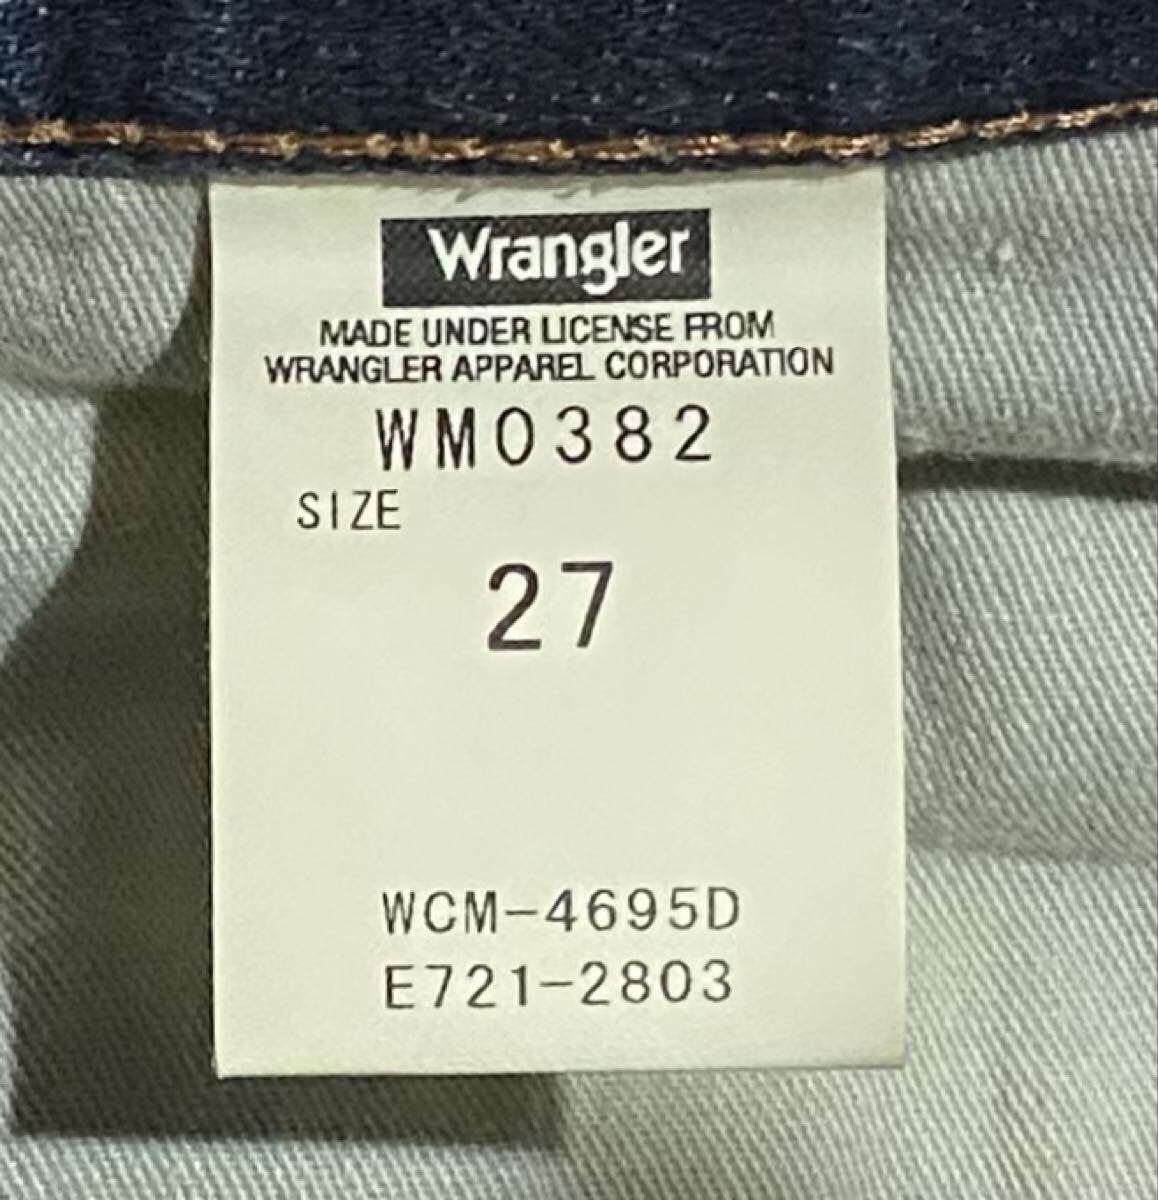 Wrangler
MADE UNDER LICENSE FROM
WRANGLER APPAREL CORPORATION
WM0382
SIZE
27
WCM-4695D
E721-2803